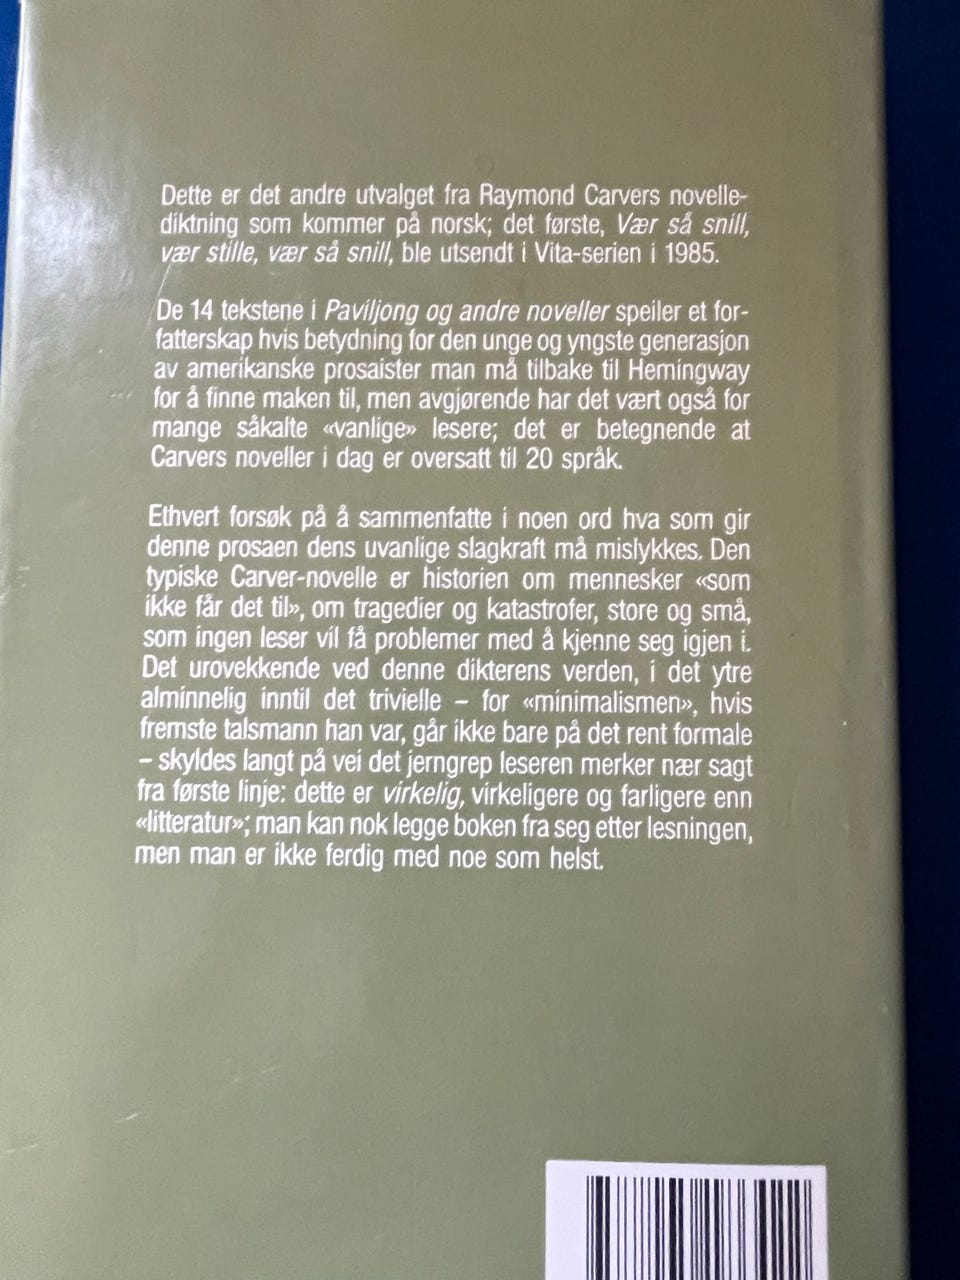 Dette er det andre utvalget fra Raymond Carvers novelle-
diktning som kommer på norsk; det første, Vær så snill,
vær stille, vær så snill, ble utsendt i Vita-serien i 1985.
De 14 tekstene i Paviljong og andre noveller speiler et for-
fatterskap hvis betydning for den unge og yngste generasjon
av amerikanske prosaister man må tilbake til Hemingway
for å finne maken til, men avgjørende har det vært også for
mange såkalte «vanlige» lesere; det er betegnende at
Carvers noveller i dag er oversatt til 20 språk.
Ethvert forsøk på å sammenfatte i noen ord hva som gir
denne prosaen dens uvanlige slagkraft må mislykkes. Den
typiske Carver-novelle er historien om mennesker «som
ikke får det til», om tragedier og katastrofer, store og små,
som ingen leser vil få problemer med å kjenne seg igjen i.
Det urovekkende ved denne dikterens verden, i det ytre
alminnelig inntil det trivielle – for «minimalismen», hvis
fremste talsmann han var, går ikke bare på det rent formale
– skyldes langt på vei det jerngrep leseren merker nær sagt
fra første linje: dette er virkelig, virkeligere og farligere enn
«litteratur»; man kan nok legge boken fra seg etter lesningen,
men man er ikke ferdig med noe som helst.